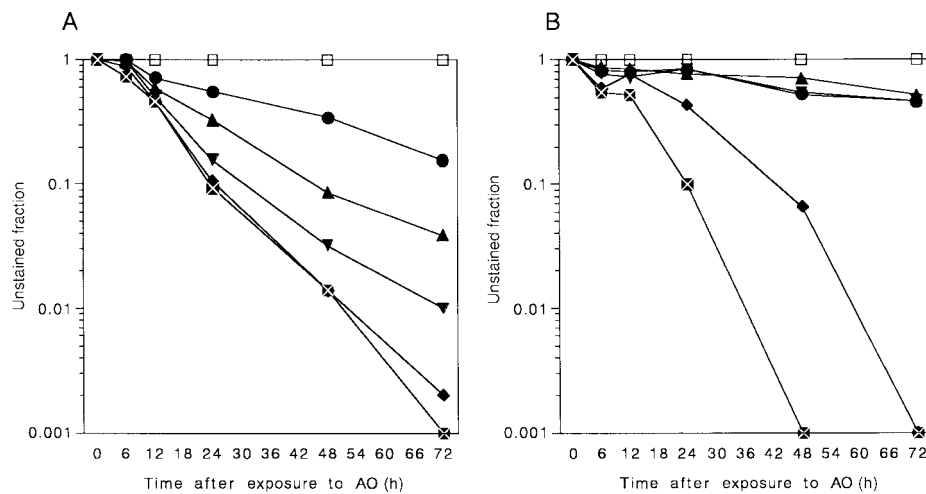 A
B
1
0.1
0.01
0.001
Unstained fraction
0 6 12 18 24 30 36 42 48 54 60 66 72
Time after exposure to AO (h)
1
0.1
0.01
0.001
Unstained fraction
0 6 12 18 24 30 36 42 48 54 60 66 72
Time after exposure to AO (h)